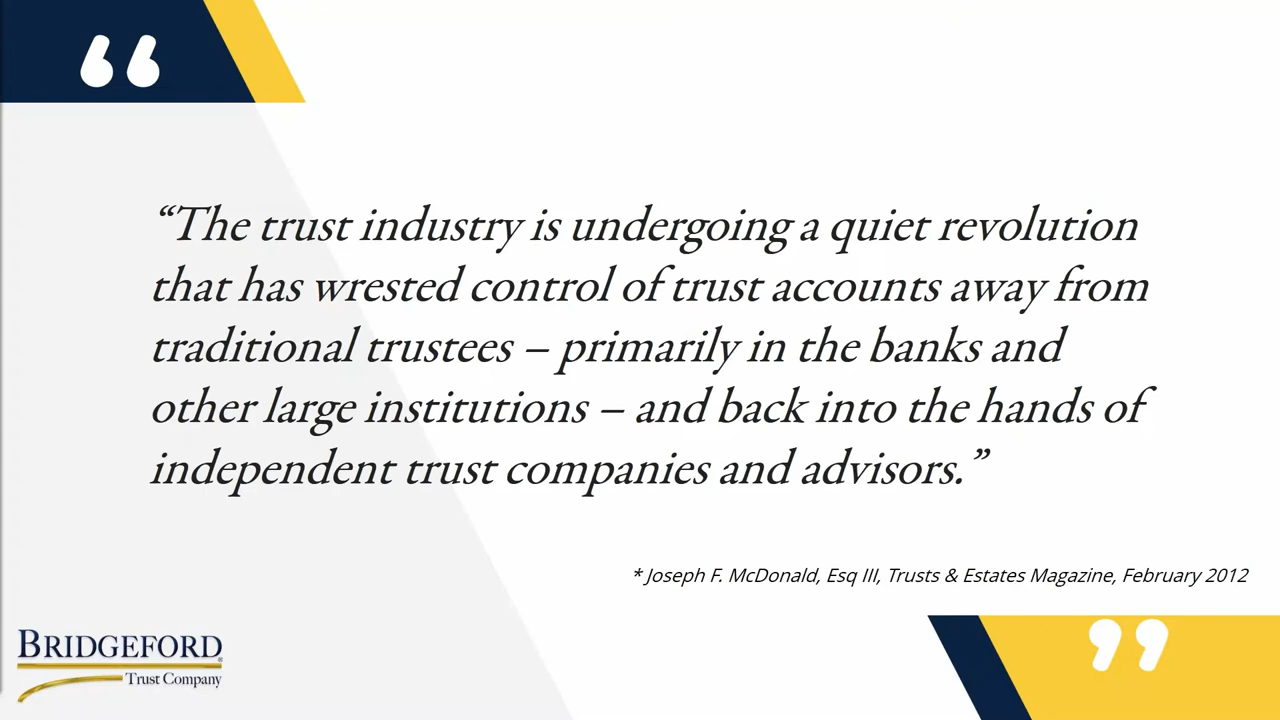 “
“The trust industry is undergoing a quiet revolution
that has wrested control of trust accounts away from
traditional trustees – primarily in the banks and
other large institutions – and back into the hands of
independent trust companies and advisors.”
* Joseph F. McDonald, Esq III, Trusts & Estates Magazine, February 2012
BRIDGEFORD®
Trust Company
”